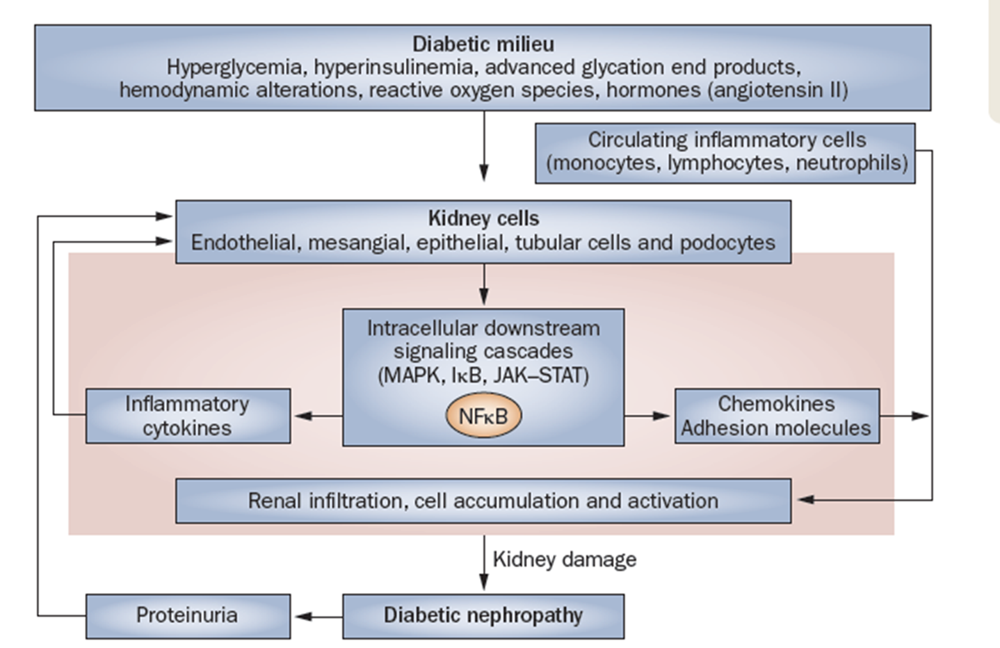 Diabetic milieu
Hyperglycemia, hyperinsulinemia, advanced glycation end products,
hemodynamic alterations, reactive oxygen species, hormones (angiotensin II)
Circulating inflammatory cells
(monocytes, lymphocytes, neutrophils)
Kidney cells
Endothelial, mesangial, epithelial, tubular cells and podocytes
Intracellular downstream
signaling cascades
(MAPK, IκB, JAK–STAT)
NFκB
Inflammatory
cytokines
Chemokines
Adhesion molecules
Renal infiltration, cell accumulation and activation
Kidney damage
Proteinuria
Diabetic nephropathy